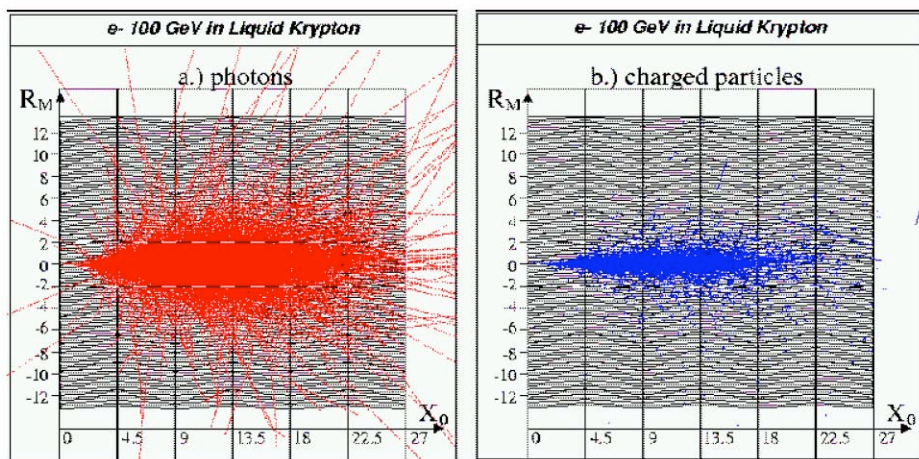 e- 100 GeV in Liquid Krypton
a.) photons
R_M
12
10
8
6
4
2
0
-2
-4
-6
-8
-10
-12
X_0
0 4.5 9 13.5 18 22.5 27
e- 100 GeV in Liquid Krypton
b.) charged particles
R_M
12
10
8
6
4
2
0
-2
-4
-6
-8
-10
-12
X_0
0 4.5 9 13.5 18 22.5 27